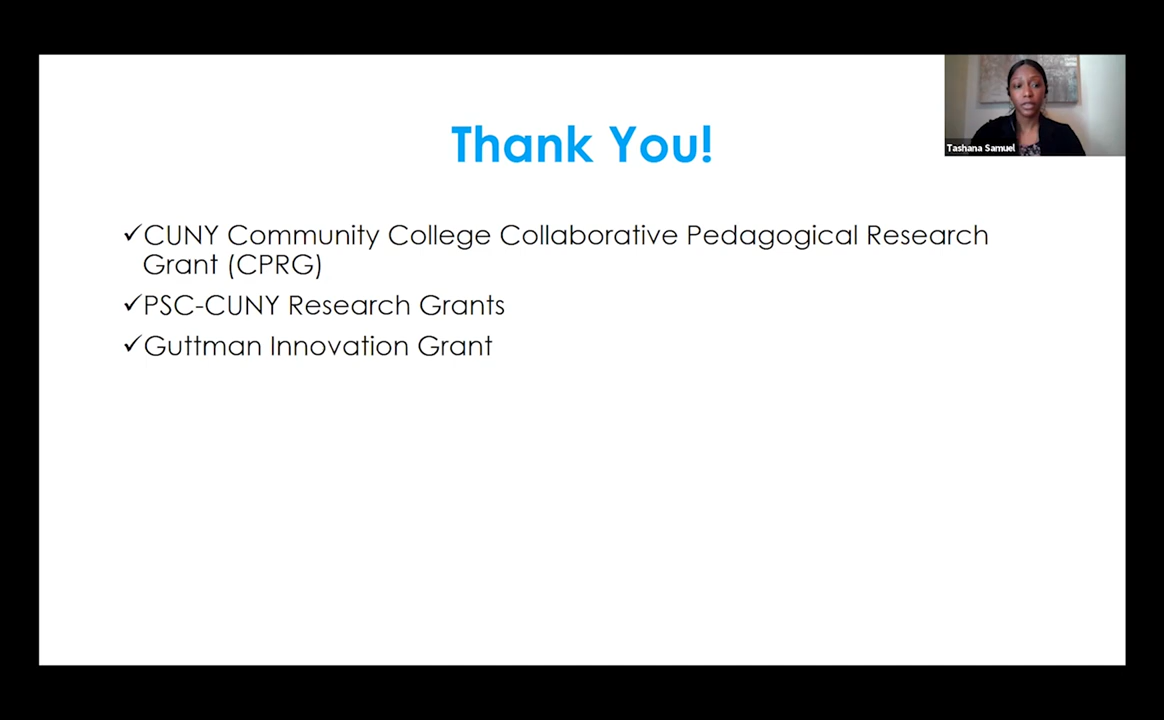 Thank You!
Tashana Samuel
✓CUNY Community College Collaborative Pedagogical Research
Grant (CPRG)
✓PSC-CUNY Research Grants
✓Guttman Innovation Grant